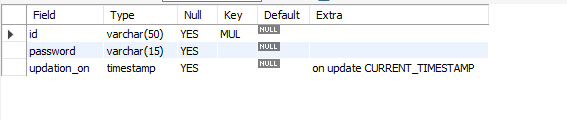 Field Type Null Key Default Extra
id varchar(50) YES MUL NULL
password varchar(15) YES NULL
updation_on timestamp YES NULL on update CURRENT_TIMESTAMP